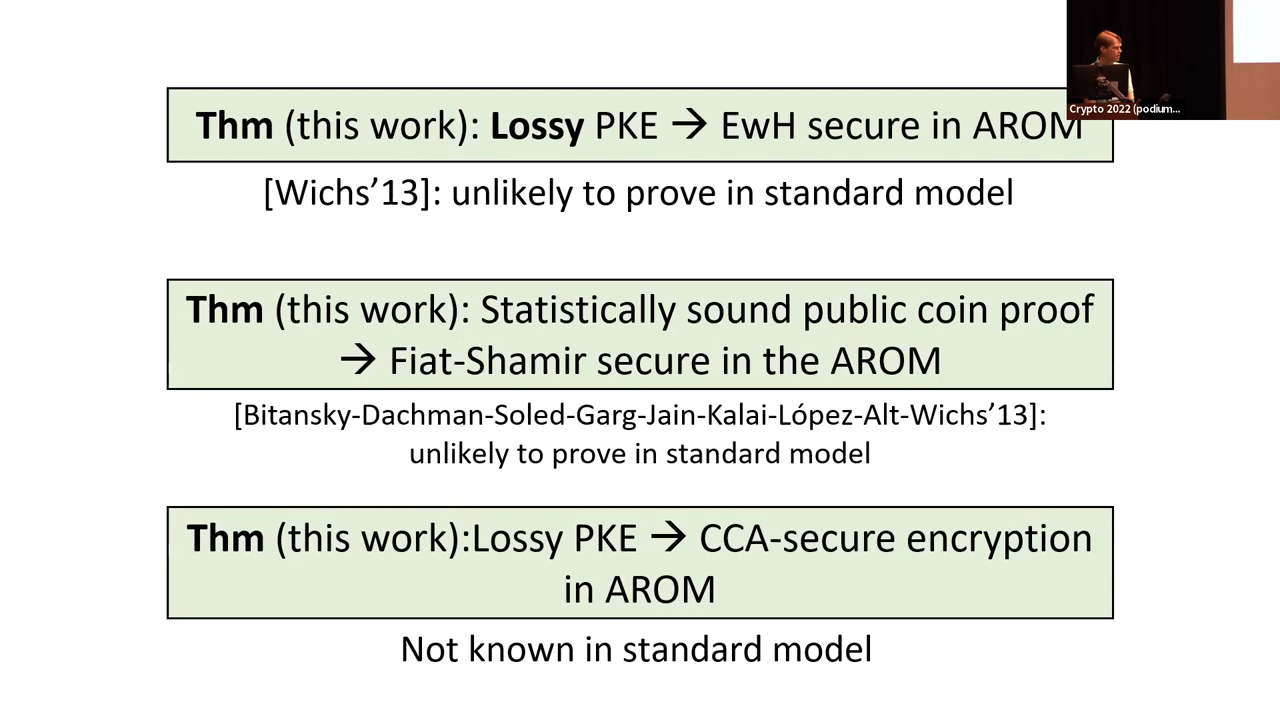 Thm (this work): Lossy PKE → EwH secure in AROM
[Wichs’13]: unlikely to prove in standard model
Thm (this work): Statistically sound public coin proof
→ Fiat-Shamir secure in the AROM
[Bitansky-Dachman-Soled-Garg-Jain-Kalai-López-Alt-Wichs’13]:
unlikely to prove in standard model
Thm (this work):Lossy PKE → CCA-secure encryption
in AROM
Not known in standard model
Crypto 2022 (podium...